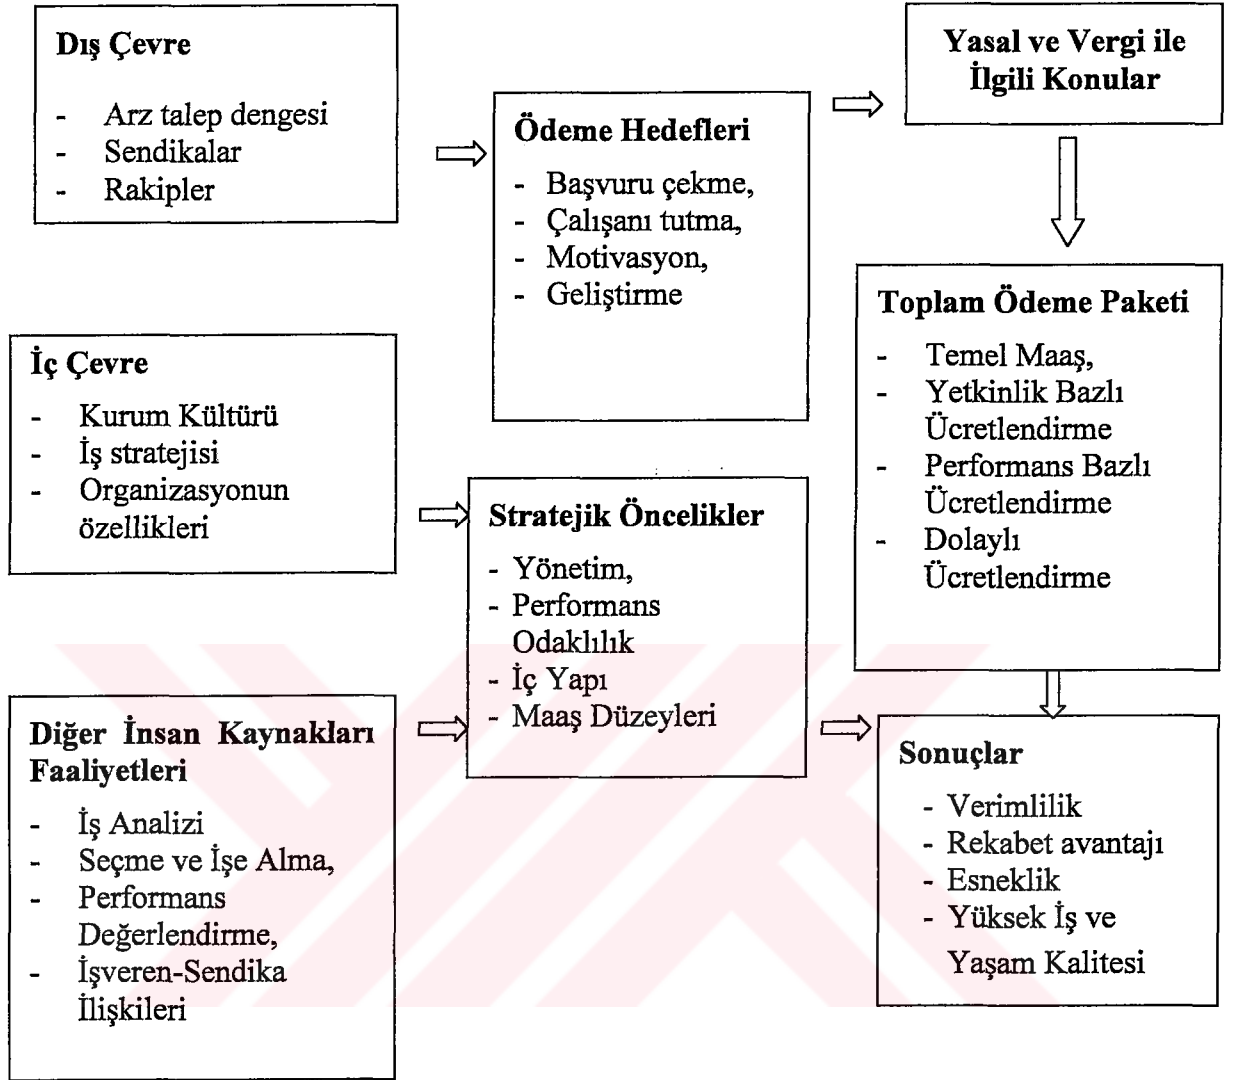 Dış Çevre
- Arz talep dengesi
- Sendikalar
- Rakipler
İç Çevre
- Kurum Kültürü
- İş stratejisi
- Organizasyonun
özellikleri
Diğer İnsan Kaynakları
Faaliyetleri
- İş Analizi
- Seçme ve İşe Alma,
- Performans
Değerlendirme,
- İşveren-Sendika
İlişkileri
Ödeme Hedefleri
- Başvuru çekme,
- Çalışanı tutma,
- Motivasyon,
- Geliştirme
Stratejik Öncelikler
- Yönetim,
- Performans
Odaklılık
- İç Yapı
- Maaş Düzeyleri
Yasal ve Vergi ile
İlgili Konular
Toplam Ödeme Paketi
- Temel Maaş,
- Yetkinlik Bazlı
Ücretlendirme
- Performans Bazlı
Ücretlendirme
- Dolaylı
Ücretlendirme
Sonuçlar
- Verimlilik
- Rekabet avantajı
- Esneklik
- Yüksek İş ve
Yaşam Kalitesi